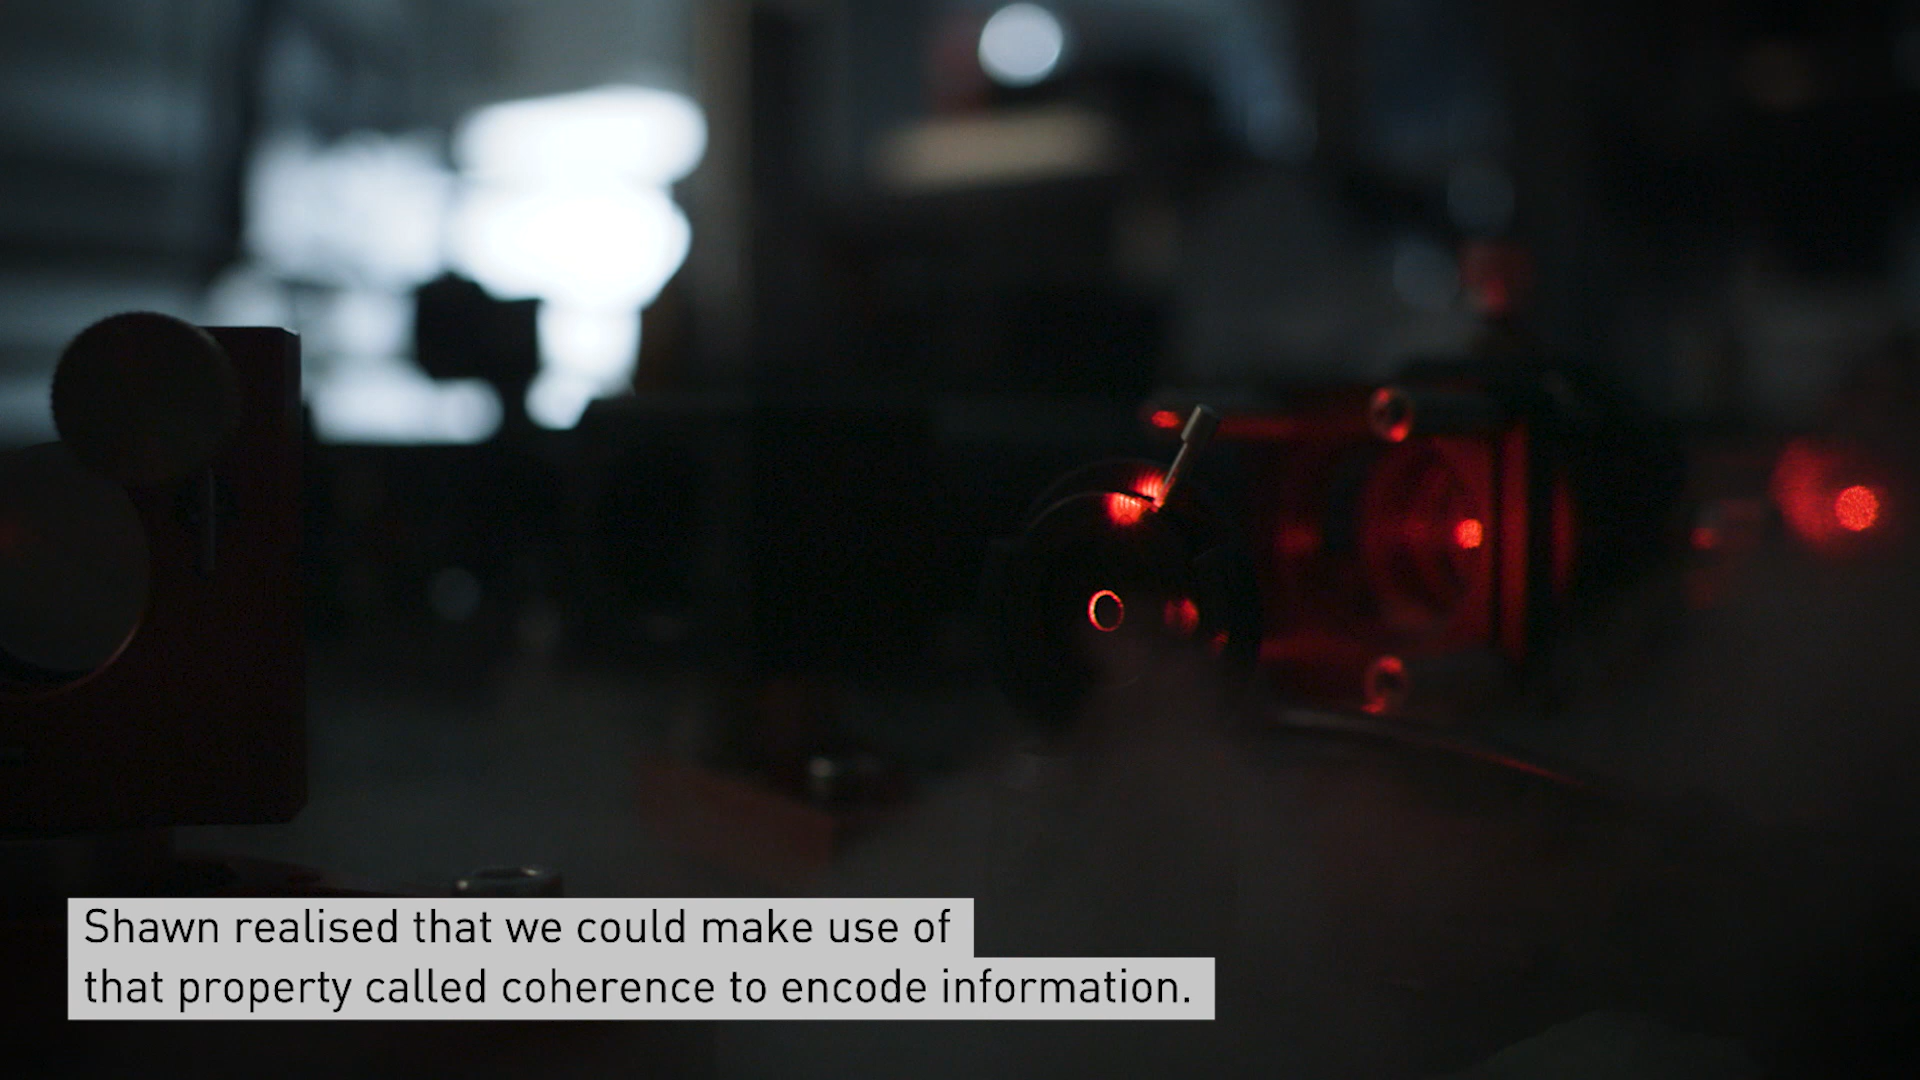 Shawn realised that we could make use of
that property called coherence to encode information.